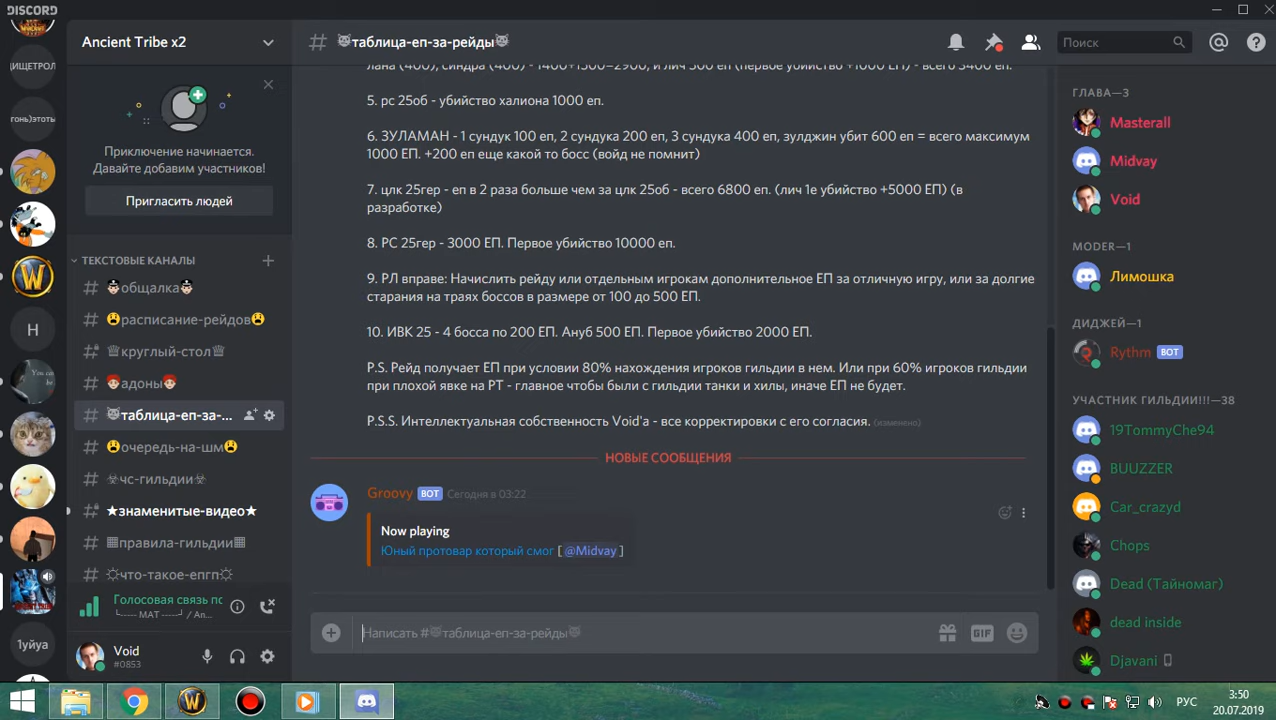 DISCORD
ИЩЕТРОЛ
гонь)этоты
H
You can
1уйуа
Ancient Tribe x2
Приключение начинается.
Давайте добавим участников!
Пригласить людей
ТЕКСТОВЫЕ КАНАЛЫ
# общалка
# расписание-рейдов
# круглый-стол
# адоны
# таблица-еп-за-...
# очередь-на-шм
# чс-гильдии
# ★знаменитые-видео★
# правила-гильдии
# что-такое-епгп
Голосовая связь по
----- МАТ -----┘/ An...
Void
#0853
# таблица-еп-за-рейды
Поиск
лана (400), синдра (400) - 1400+1500=2900, и лич 500 еп (первое убийство +1000 ЕП) - всего 3400 еп.
5. рс 25об - убийство халиона 1000 еп.
6. ЗУЛАМАН - 1 сундук 100 еп, 2 сундука 200 еп, 3 сундука 400 еп, зулджин убит 600 еп = всего максимум
1000 ЕП. +200 еп еще какой то босс (войд не помнит)
7. цлк 25гер - еп в 2 раза больше чем за цлк 25об - всего 6800 еп. (лич 1е убийство +5000 ЕП) (в
разработке)
8. РС 25гер - 3000 ЕП. Первое убийство 10000 еп.
9. РЛ вправе: Начислить рейду или отдельным игрокам дополнительное ЕП за отличную игру, или за долгие
старания на траях боссов в размере от 100 до 500 ЕП.
10. ИВК 25 - 4 босса по 200 ЕП. Ануб 500 ЕП. Первое убийство 2000 ЕП.
P.S. Рейд получает ЕП при условии 80% нахождения игроков гильдии в нем. Или при 60% игроков гильдии
при плохой явке на РТ - главное чтобы были с гильдии танки и хилы, иначе ЕП не будет.
P.S.S. Интеллектуальная собственность Void'a - все корректировки с его согласия. (изменено)
НОВЫЕ СООБЩЕНИЯ
Groovy БОТ Сегодня в 03:22
Now playing
Юный протовар который смог [ @Midvay ]
Написать #таблица-еп-за-рейды
GIF
ГЛАВА—3
Masterall
Midvay
Void
MODER—1
Лимошка
ДИДЖЕЙ—1
Rythm БОТ
УЧАСТНИК ГИЛЬДИИ!!!—38
19TommyChe94
BUUZZER
Car_crazyd
Chops
Dead (Тайномаг)
dead inside
Djavani
РУС
3:50
20.07.2019